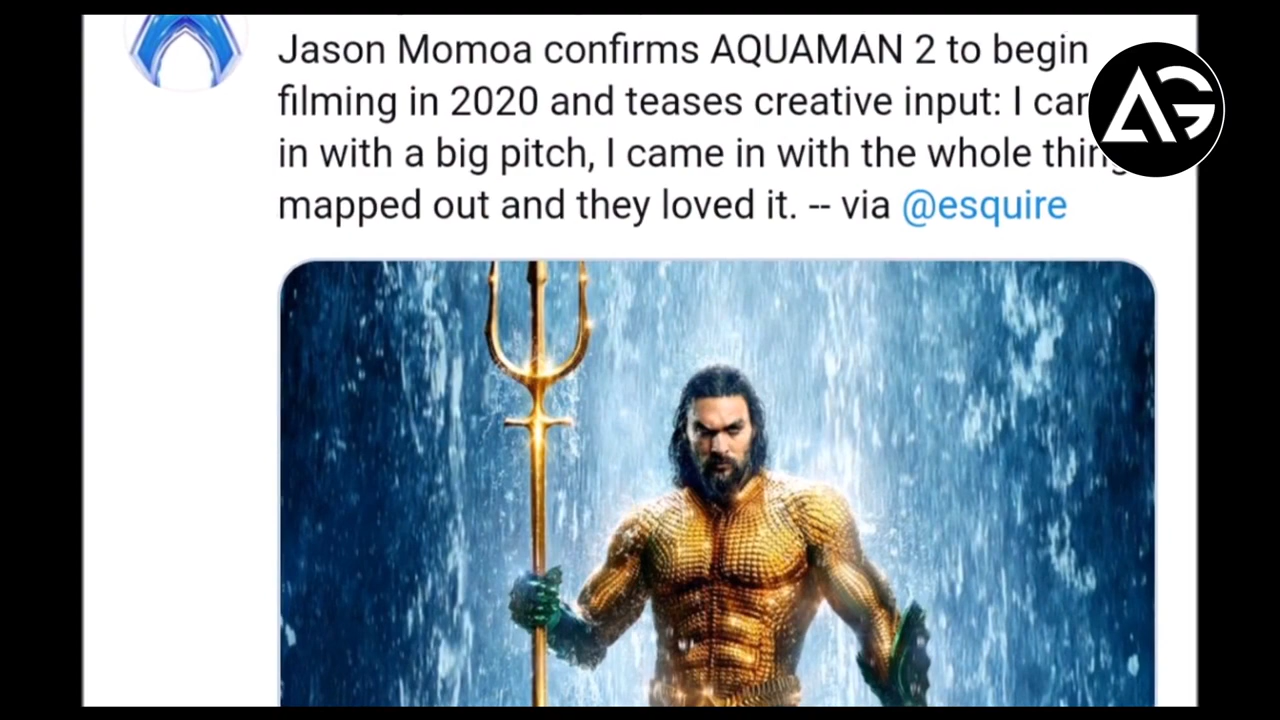 Jason Momoa confirms AQUAMAN 2 to begin
filming in 2020 and teases creative input: I
in with a big pitch, I came in with the whole
mapped out and they loved it. -- via @esquire
AG